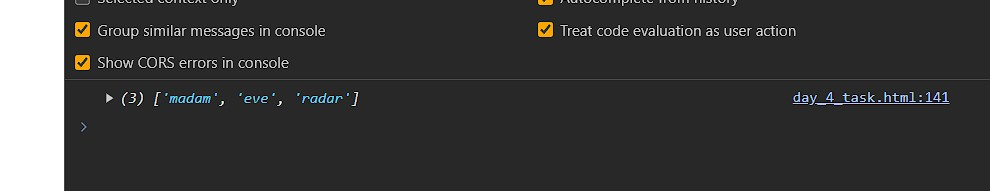 Selected context only Autocomplete from history
Group similar messages in console Treat code evaluation as user action
Show CORS errors in console
(3) ['madam', 'eve', 'radar'] day_4_task.html:141